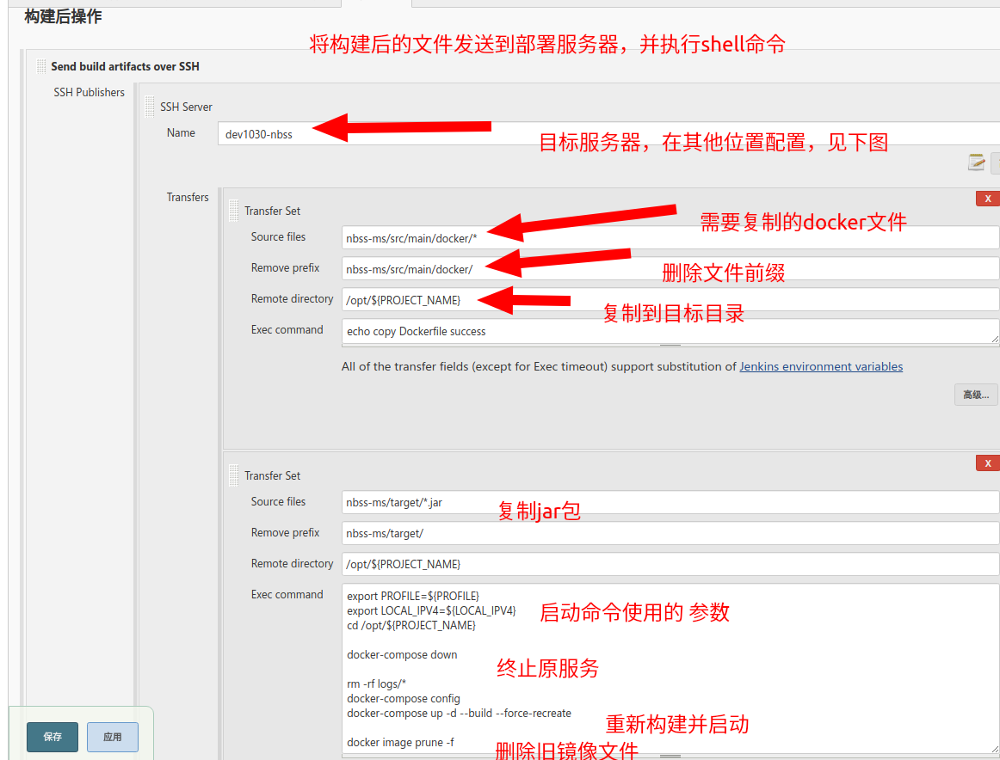 构建后操作
将构建后的文件发送到部署服务器，并执行shell命令
Send build artifacts over SSH
SSH Publishers
SSH Server
Name
dev1030-nbss
目标服务器，在其他位置配置，见下图
Transfers
X
Transfer Set
需要复制的docker文件
Source files
nbss-ms/src/main/docker/*
Remove prefix
nbss-ms/src/main/docker/
删除文件前缀
Remote directory
/opt/${PROJECT_NAME}
复制到目标目录
Exec command
echo copy Dockerfile success
All of the transfer fields (except for Exec timeout) support substitution of Jenkins environment variables
高级...
X
Transfer Set
Source files
nbss-ms/target/*.jar
复制jar包
Remove prefix
nbss-ms/target/
Remote directory
/opt/${PROJECT_NAME}
Exec command
export PROFILE=${PROFILE}
export LOCAL_IPV4=${LOCAL_IPV4}
启动命令使用的 参数
cd /opt/${PROJECT_NAME}
docker-compose down
终止原服务
rm -rf logs/*
docker-compose config
docker-compose up -d --build --force-recreate
重新构建并启动
docker image prune -f
删除旧镜像文件
保存
应用